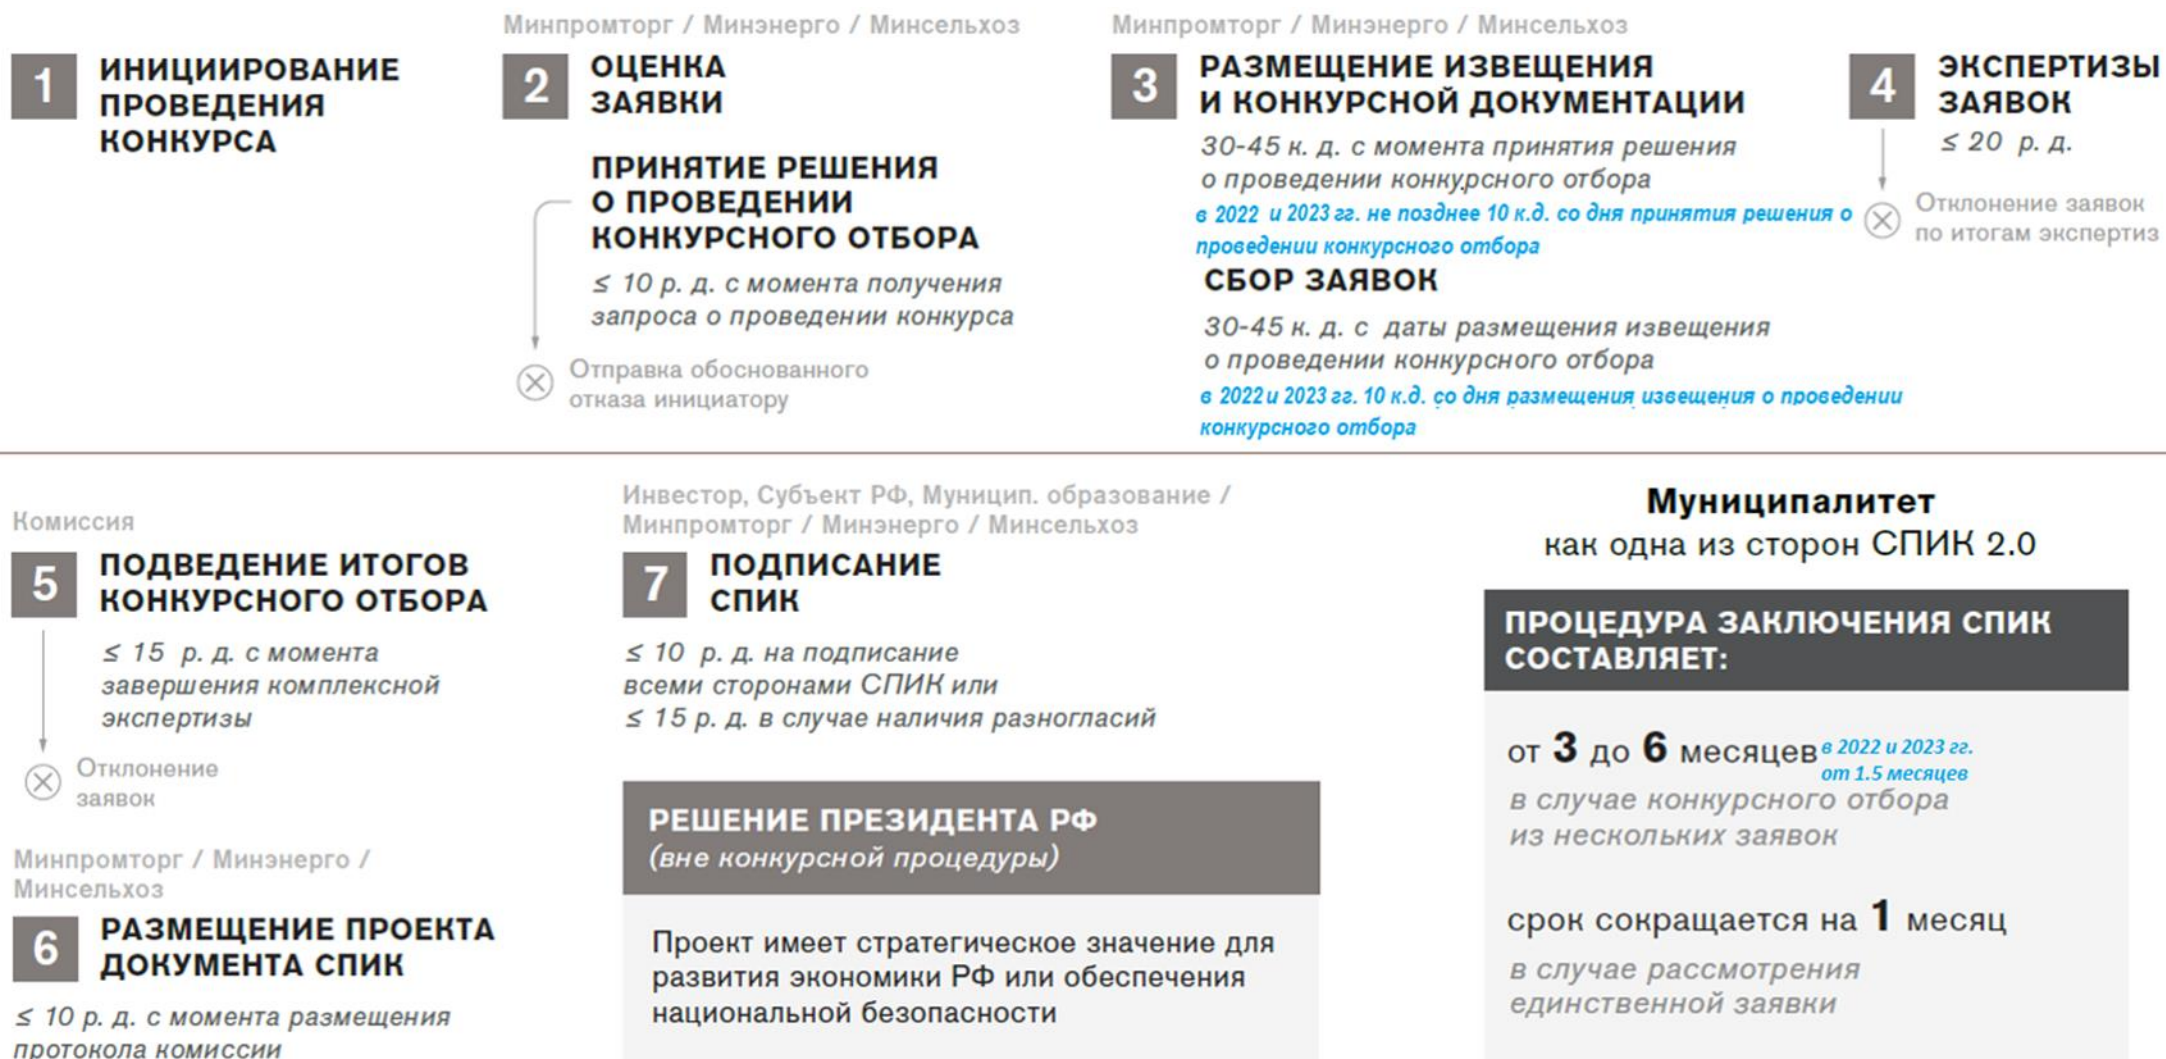 1
ИНИЦИИРОВАНИЕ
ПРОВЕДЕНИЯ
КОНКУРСА
Минпромторг / Минэнерго / Минсельхоз
2
ОЦЕНКА
ЗАЯВКИ
ПРИНЯТИЕ РЕШЕНИЯ
О ПРОВЕДЕНИИ
КОНКУРСНОГО ОТБОРА
≤ 10 р. д. с момента получения
запроса о проведении конкурса
Отправка обоснованного
отказа инициатору
Минпромторг / Минэнерго / Минсельхоз
3
РАЗМЕЩЕНИЕ ИЗВЕЩЕНИЯ
И КОНКУРСНОЙ ДОКУМЕНТАЦИИ
30-45 к. д. с момента принятия решения
о проведении конкурсного отбора
в 2022 и 2023 гг. не позднее 10 к.д. со дня принятия решения о
проведении конкурсного отбора
СБОР ЗАЯВОК
30-45 к. д. с даты размещения извещения
о проведении конкурсного отбора
в 2022 и 2023 гг. 10 к.д. со дня размещения извещения о проведении
конкурсного отбора
4
ЭКСПЕРТИЗЫ
ЗАЯВОК
≤ 20 р. д.
Отклонение заявок
по итогам экспертиз
Комиссия
5
ПОДВЕДЕНИЕ ИТОГОВ
КОНКУРСНОГО ОТБОРА
≤ 15 р. д. с момента
завершения комплексной
экспертизы
Отклонение
заявок
Минпромторг / Минэнерго /
Минсельхоз
6
РАЗМЕЩЕНИЕ ПРОЕКТА
ДОКУМЕНТА СПИК
≤ 10 р. д. с момента размещения
протокола комиссии
Инвестор, Субъект РФ, Муницип. образование /
Минпромторг / Минэнерго / Минсельхоз
7
ПОДПИСАНИЕ
СПИК
≤ 10 р. д. на подписание
всеми сторонами СПИК или
≤ 15 р. д. в случае наличия разногласий
РЕШЕНИЕ ПРЕЗИДЕНТА РФ
(вне конкурсной процедуры)
Проект имеет стратегическое значение для
развития экономики РФ или обеспечения
национальной безопасности
Муниципалитет
как одна из сторон СПИК 2.0
ПРОЦЕДУРА ЗАКЛЮЧЕНИЯ СПИК
СОСТАВЛЯЕТ:
от 3 до 6 месяцев
в 2022 и 2023 гг.
от 1.5 месяцев
в случае конкурсного отбора
из нескольких заявок
срок сокращается на 1 месяц
в случае рассмотрения
единственной заявки